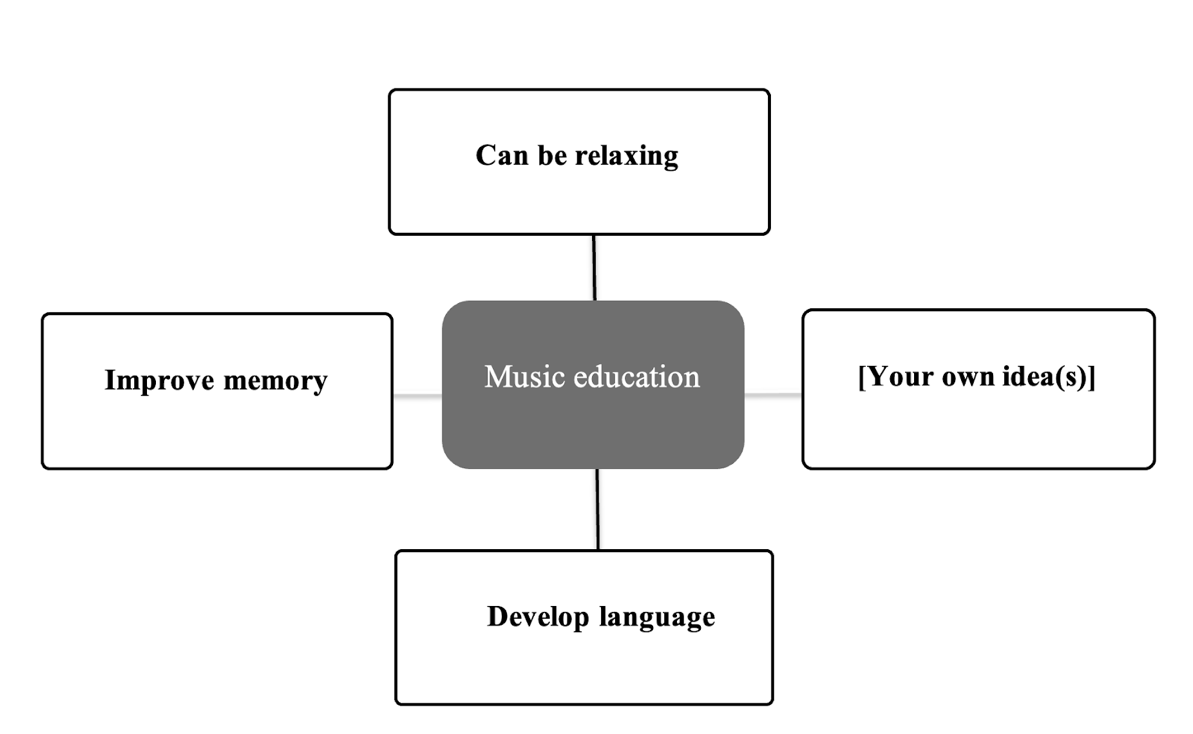 Can be relaxing
Improve memory
Music education
[Your own idea(s)]
Develop language